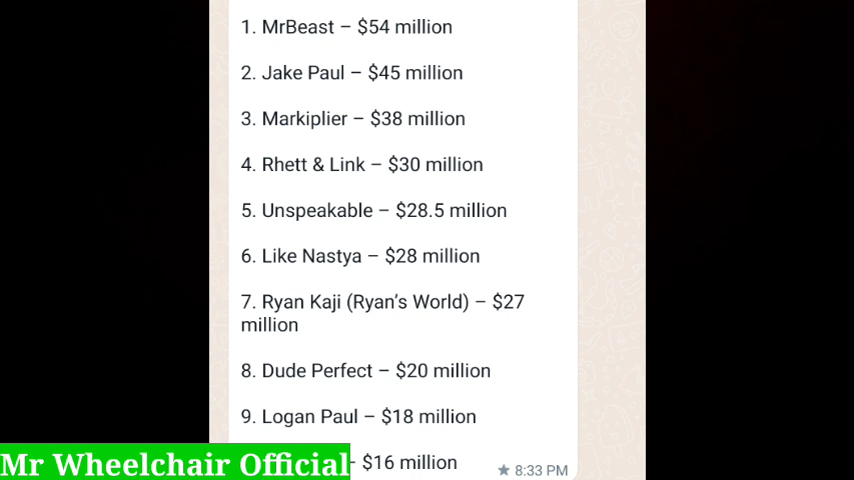 1. MrBeast – $54 million
2. Jake Paul – $45 million
3. Markiplier – $38 million
4. Rhett & Link – $30 million
5. Unspeakable – $28.5 million
6. Like Nastya – $28 million
7. Ryan Kaji (Ryan’s World) – $27
million
8. Dude Perfect – $20 million
9. Logan Paul – $18 million
- $16 million
★ 8:33 PM
Mr Wheelchair Official